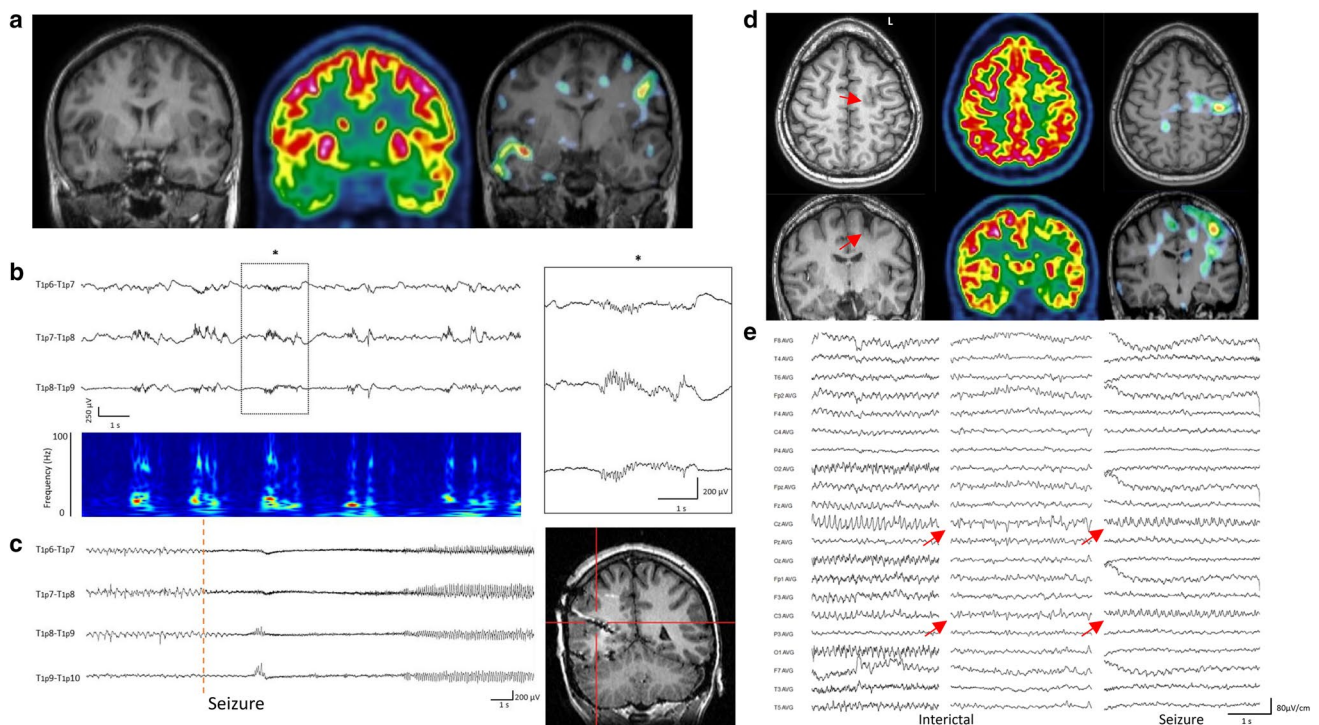 a
b
*
T1p6-T1p7
T1p7-T1p8
T1p8-T1p9
250 µV
1 s
100
Frequency (Hz)
0
*
200 µV
1 s
c
T1p6-T1p7
T1p7-T1p8
T1p8-T1p9
T1p9-T1p10
Seizure
200 µV
1 s
d
L
e
F8 AVG
T4 AVG
T6 AVG
Fp2 AVG
F4 AVG
C4 AVG
P4 AVG
O2 AVG
Fpz AVG
Fz AVG
Cz AVG
Pz AVG
Oz AVG
Fp1 AVG
F3 AVG
C3 AVG
P3 AVG
O1 AVG
F7 AVG
T3 AVG
T5 AVG
Interictal
Seizure
80µV/cm
1 s